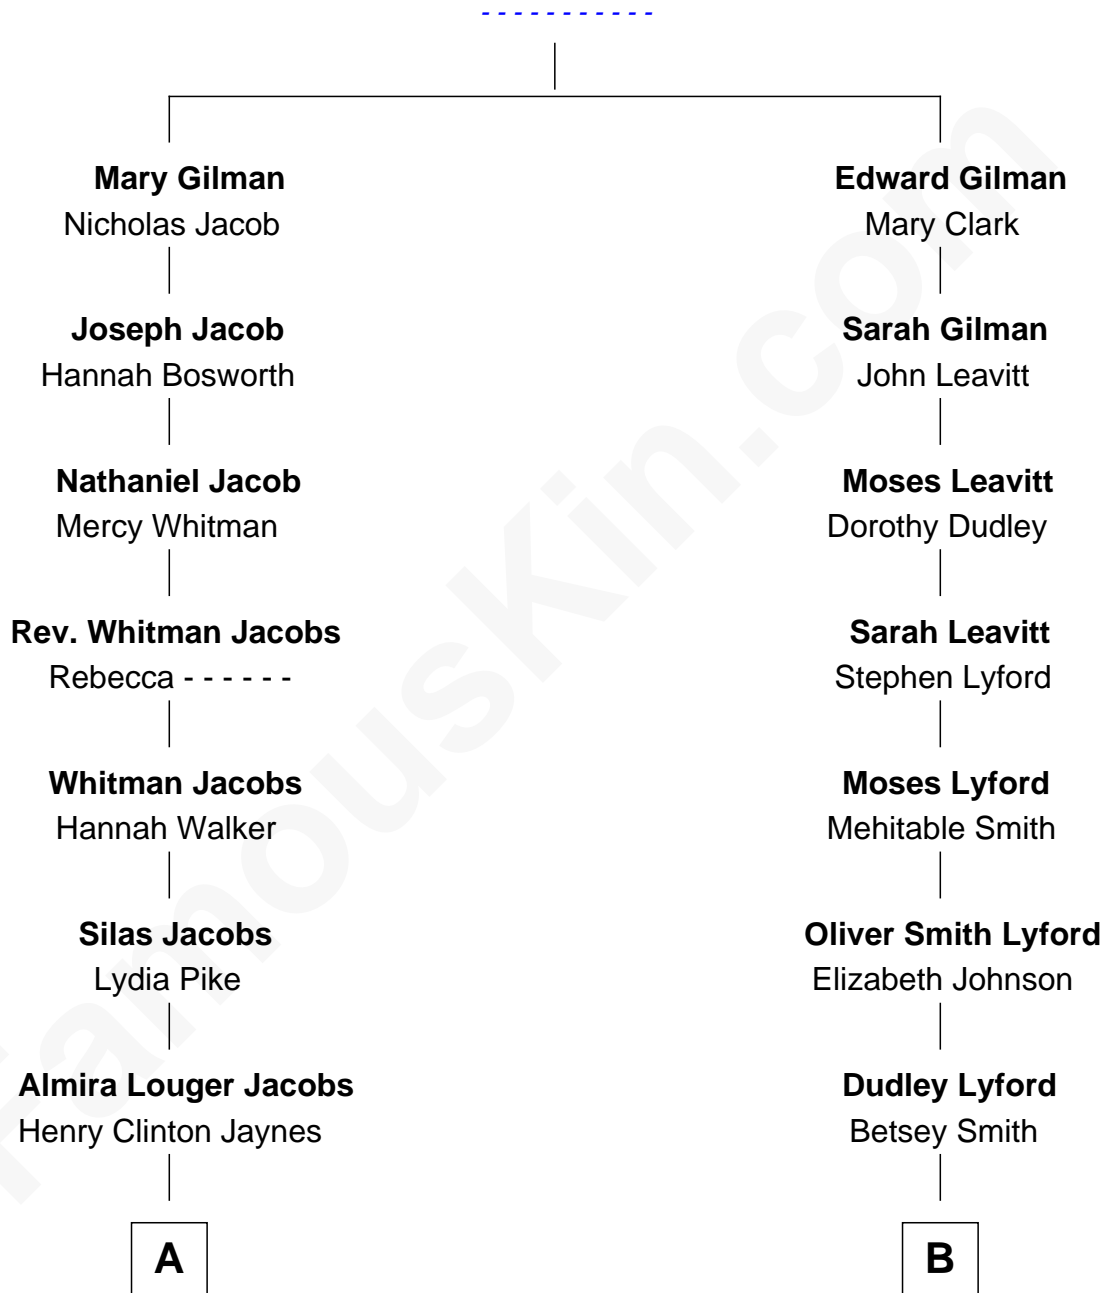 - - - - - - - - - - -
Mary Gilman
Nicholas Jacob
Joseph Jacob
Hannah Bosworth
Nathaniel Jacob
Mercy Whitman
Rev. Whitman Jacobs
Rebecca - - - - - -
Whitman Jacobs
Hannah Walker
Silas Jacobs
Lydia Pike
Almira Louger Jacobs
Henry Clinton Jaynes
A
Edward Gilman
Mary Clark
Sarah Gilman
John Leavitt
Moses Leavitt
Dorothy Dudley
Sarah Leavitt
Stephen Lyford
Moses Lyford
Mehitable Smith
Oliver Smith Lyford
Elizabeth Johnson
Dudley Lyford
Betsey Smith
B
FamousKin.com